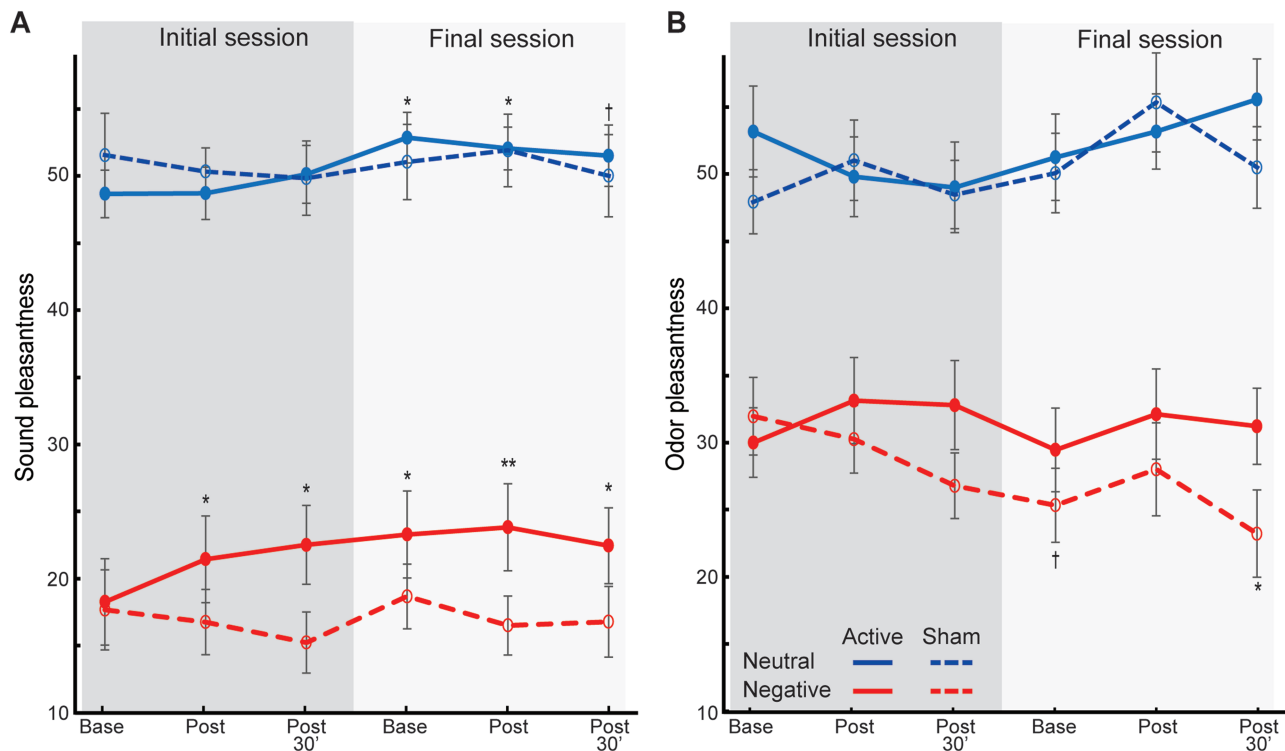 A
Initial session
Final session
Sound pleasantness
50
40
30
20
10
* * †
* * * ** *
Base Post Post 30' Base Post Post 30'
B
Initial session
Final session
Odor pleasantness
50
40
30
20
10
† *
Active Sham
Neutral
Negative
Base Post Post 30' Base Post Post 30'